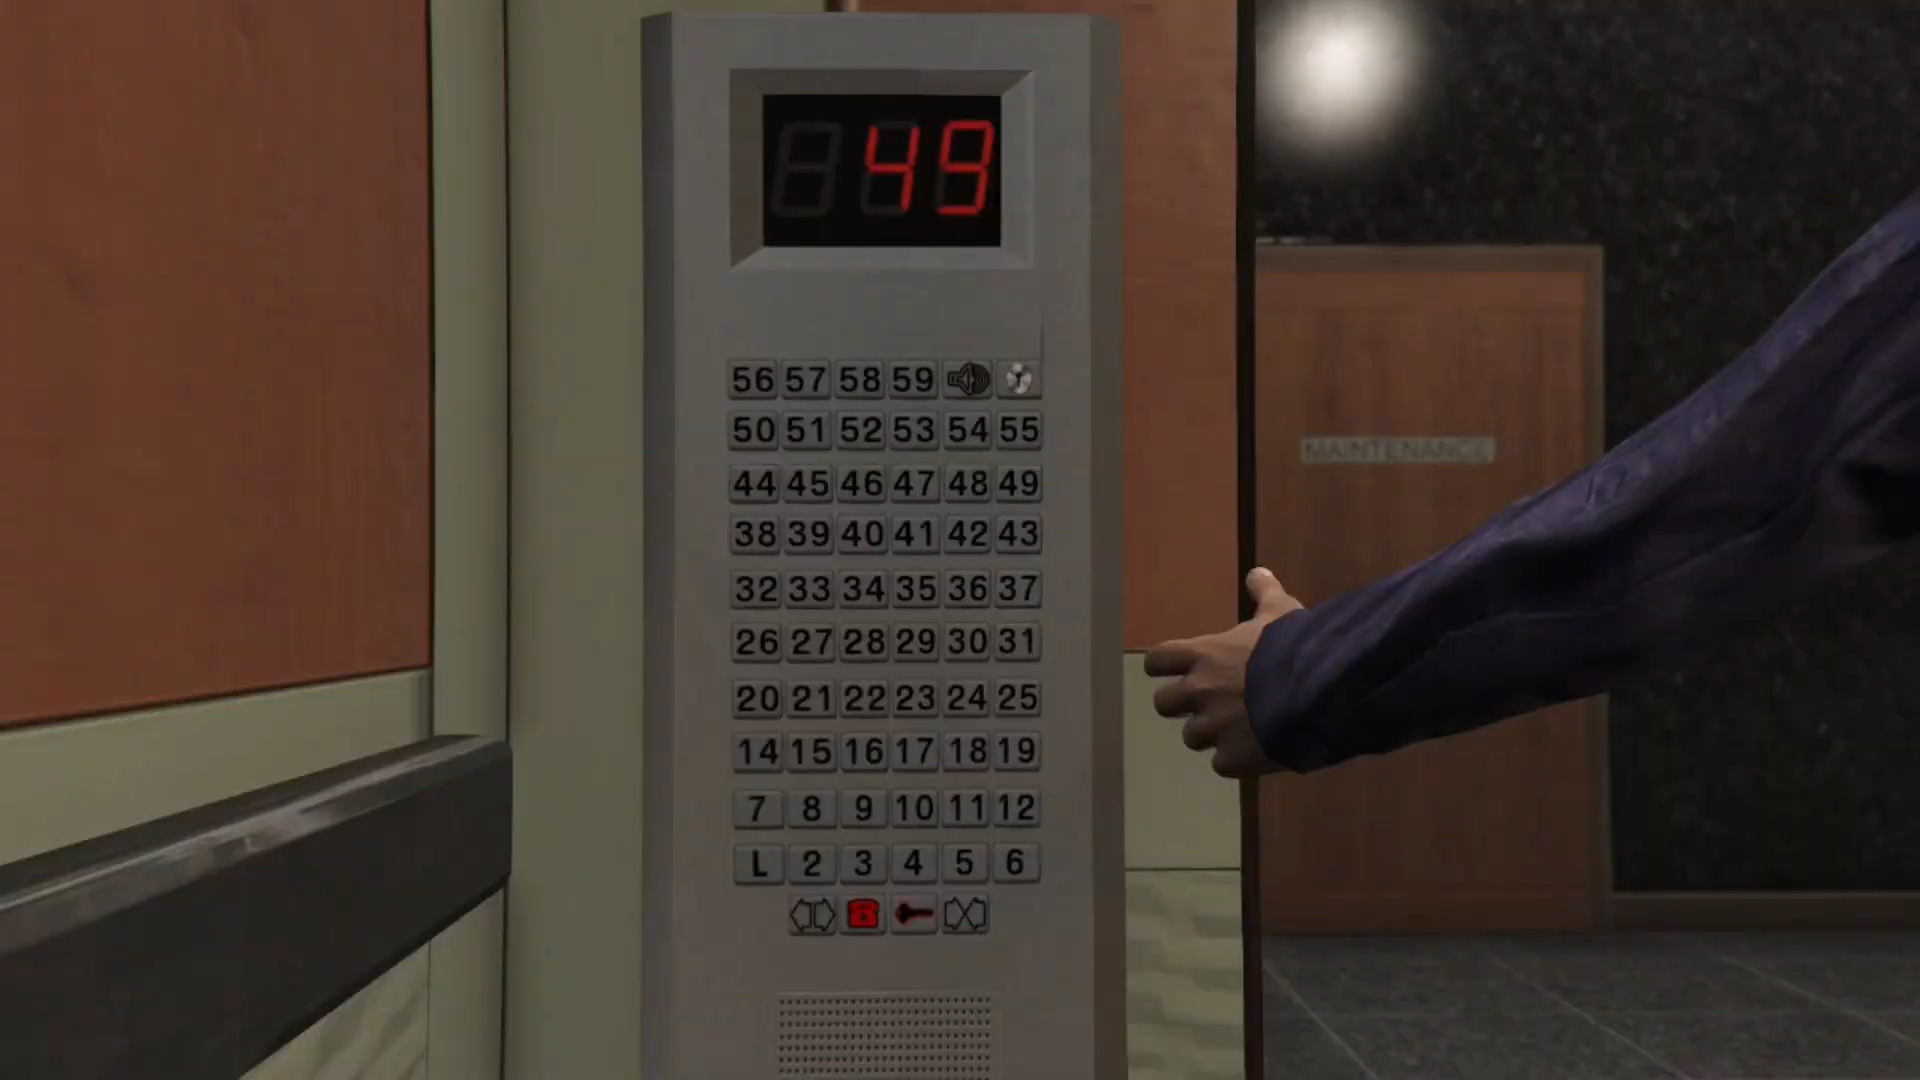 49
56 57 58 59
50 51 52 53 54 55
44 45 46 47 48 49
38 39 40 41 42 43
32 33 34 35 36 37
26 27 28 29 30 31
20 21 22 23 24 25
14 15 16 17 18 19
7 8 9 10 11 12
L 2 3 4 5 6
MAINTENANCE